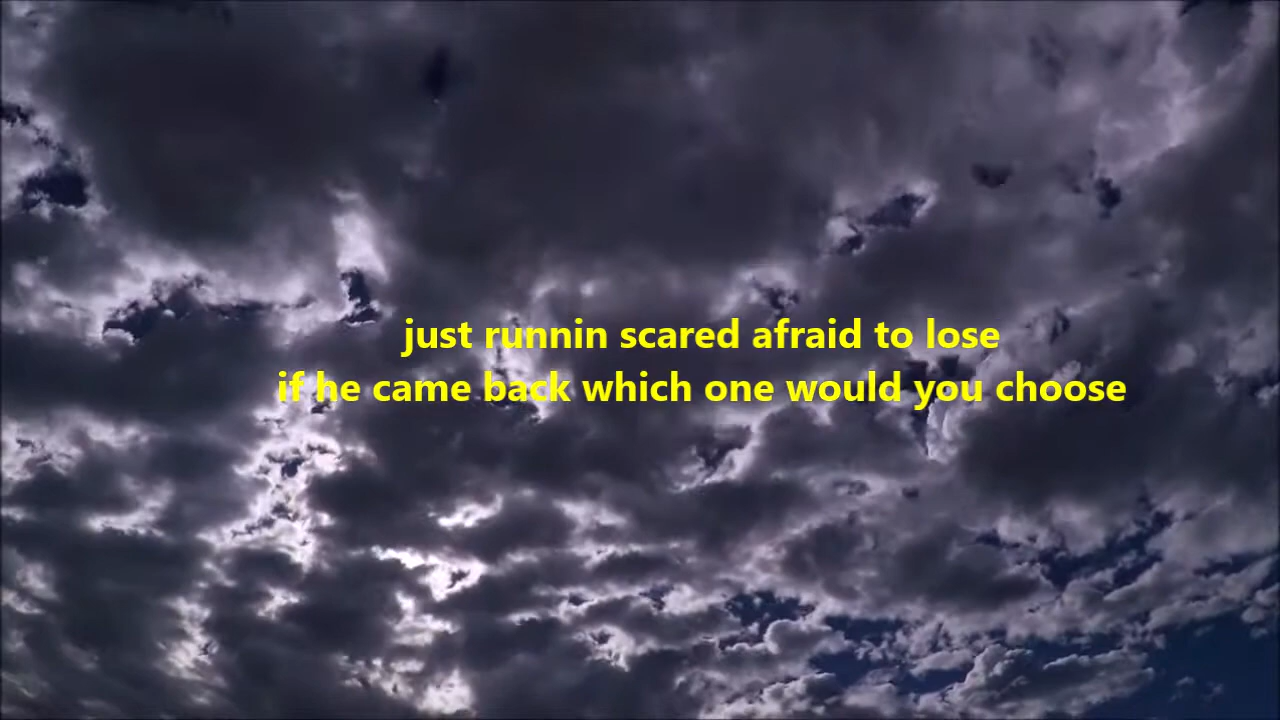 just runnin scared afraid to lose
if he came back which one would you choose